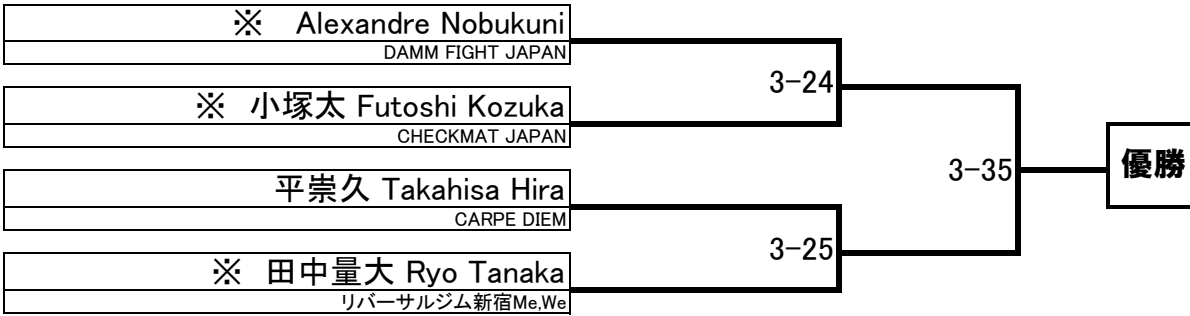 ※ Alexandre Nobukuni
DAMM FIGHT JAPAN
3-24
※ 小塚太 Futoshi Kozuka
CHECKMAT JAPAN
3-35
優勝
平崇久 Takahisa Hira
CARPE DIEM
3-25
※ 田中量大 Ryo Tanaka
リバーサルジム新宿Me,We